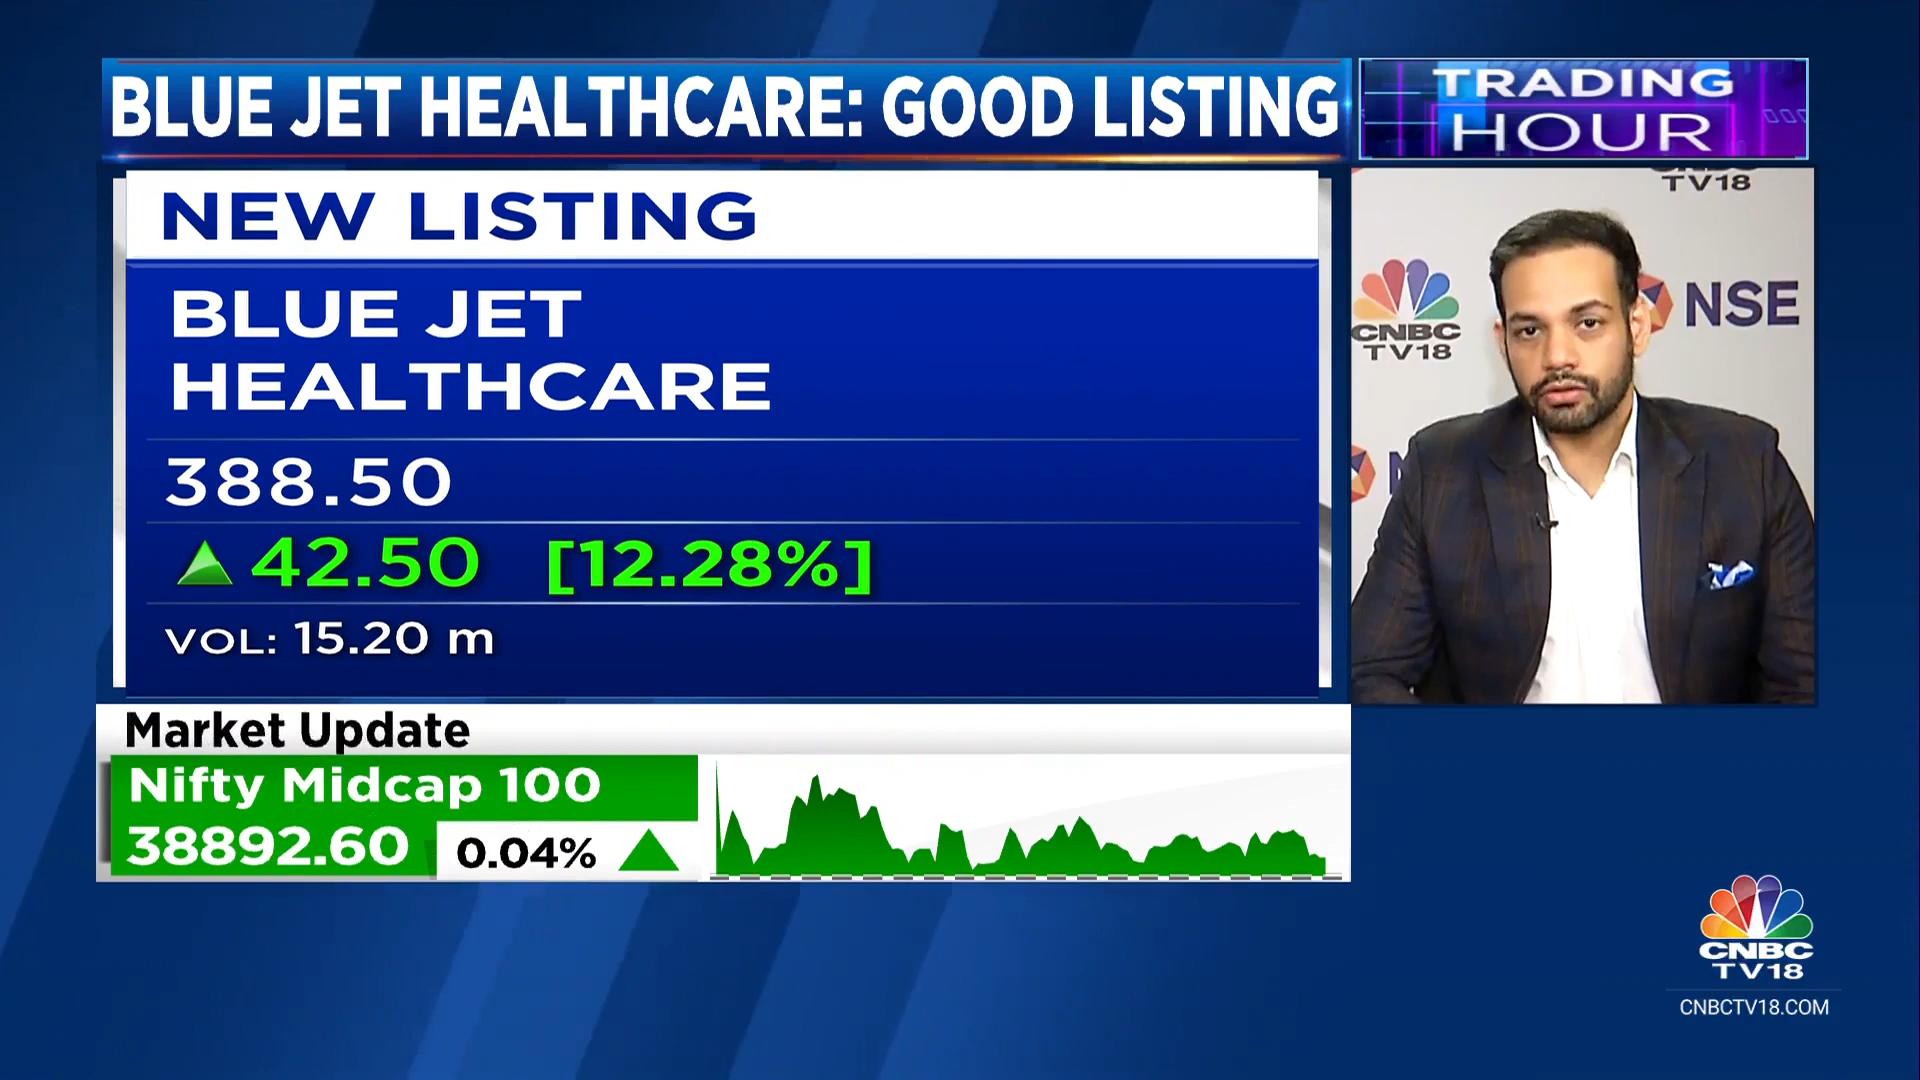 BLUE JET HEALTHCARE: GOOD LISTING
TRADING
HOUR
NEW LISTING
BLUE JET
HEALTHCARE
388.50
42.50 [12.28%]
VOL: 15.20 m
CNBC
TV18
CNBC
TV18
NSE
N
Market Update
Nifty Midcap 100
38892.60 0.04%
CNBC
TV18
CNBCTV18.COM